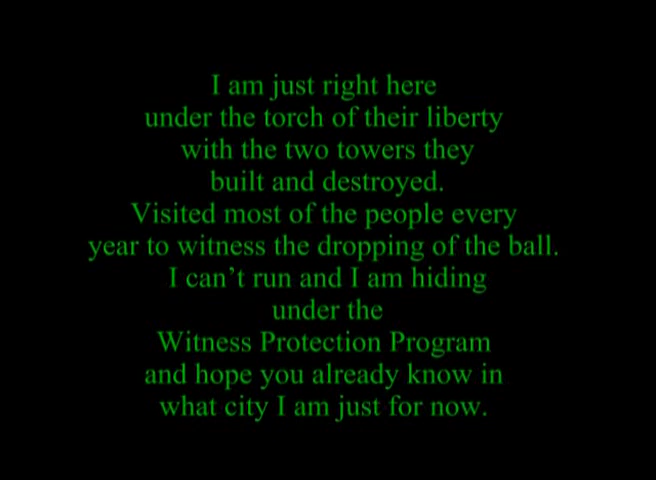 I am just right here
under the torch of their liberty
with the two towers they
built and destroyed.
Visited most of the people every
year to witness the dropping of the ball.
I can’t run and I am hiding
under the
Witness Protection Program
and hope you already know in
what city I am just for now.